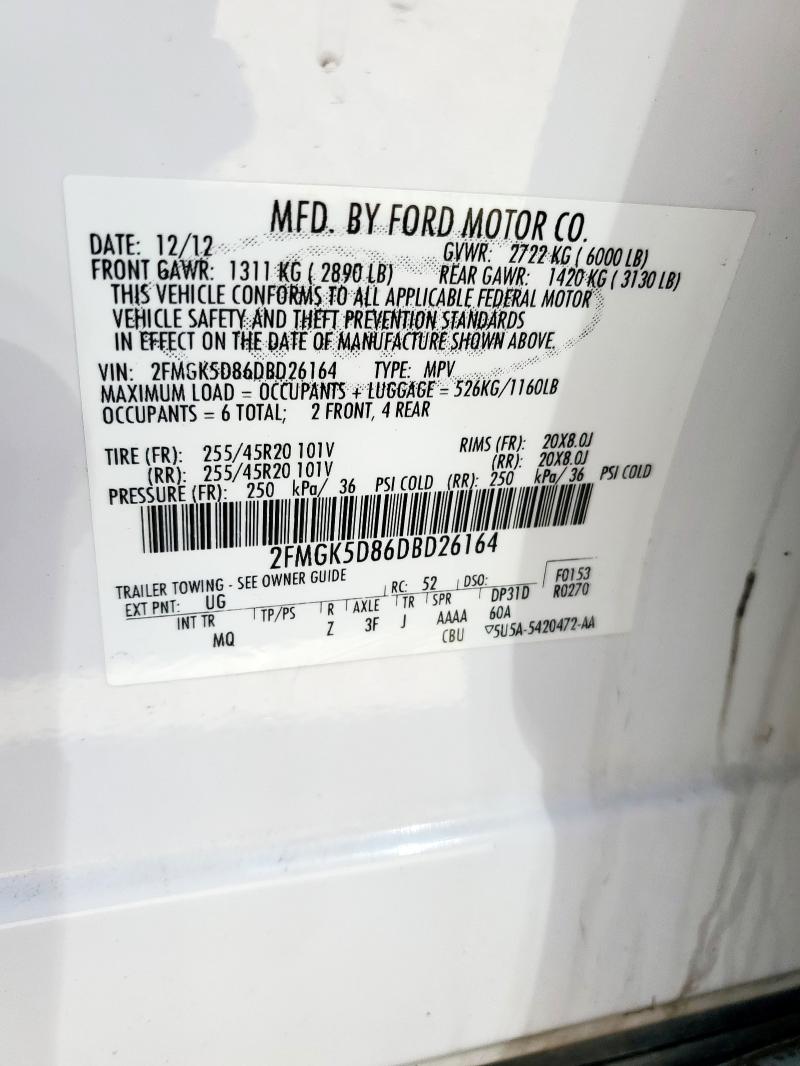 MFD. BY FORD MOTOR CO.
DATE: 12/12 GVWR: 2722 KG ( 6000 LB)
FRONT GAWR: 1311 KG ( 2890 LB) REAR GAWR: 1420 KG ( 3130 LB)
THIS VEHICLE CONFORMS TO ALL APPLICABLE FEDERAL MOTOR
VEHICLE SAFETY AND THEFT PREVENTION STANDARDS
IN EFFECT ON THE DATE OF MANUFACTURE SHOWN ABOVE.
VIN: 2FMGK5D86DBD26164 TYPE: MPV
MAXIMUM LOAD = OCCUPANTS + LUGGAGE = 526KG/1160LB
OCCUPANTS = 6 TOTAL; 2 FRONT, 4 REAR
TIRE (FR): 255/45R20 101V RIMS (FR): 20X8.0J
(RR): 255/45R20 101V (RR): 20X8.0J
PRESSURE (FR): 250 kPa/ 36 PSI COLD (RR): 250 kPa/ 36 PSI COLD
2FMGK5D86DBD26164
TRAILER TOWING - SEE OWNER GUIDE
EXT PNT: UG RC: 52 DSO: F0153
INT TR TP/PS R AXLE TR SPR DP31D R0270
MQ Z 3F J AAAA 60A
CBU ▽5U5A-5420472-AA